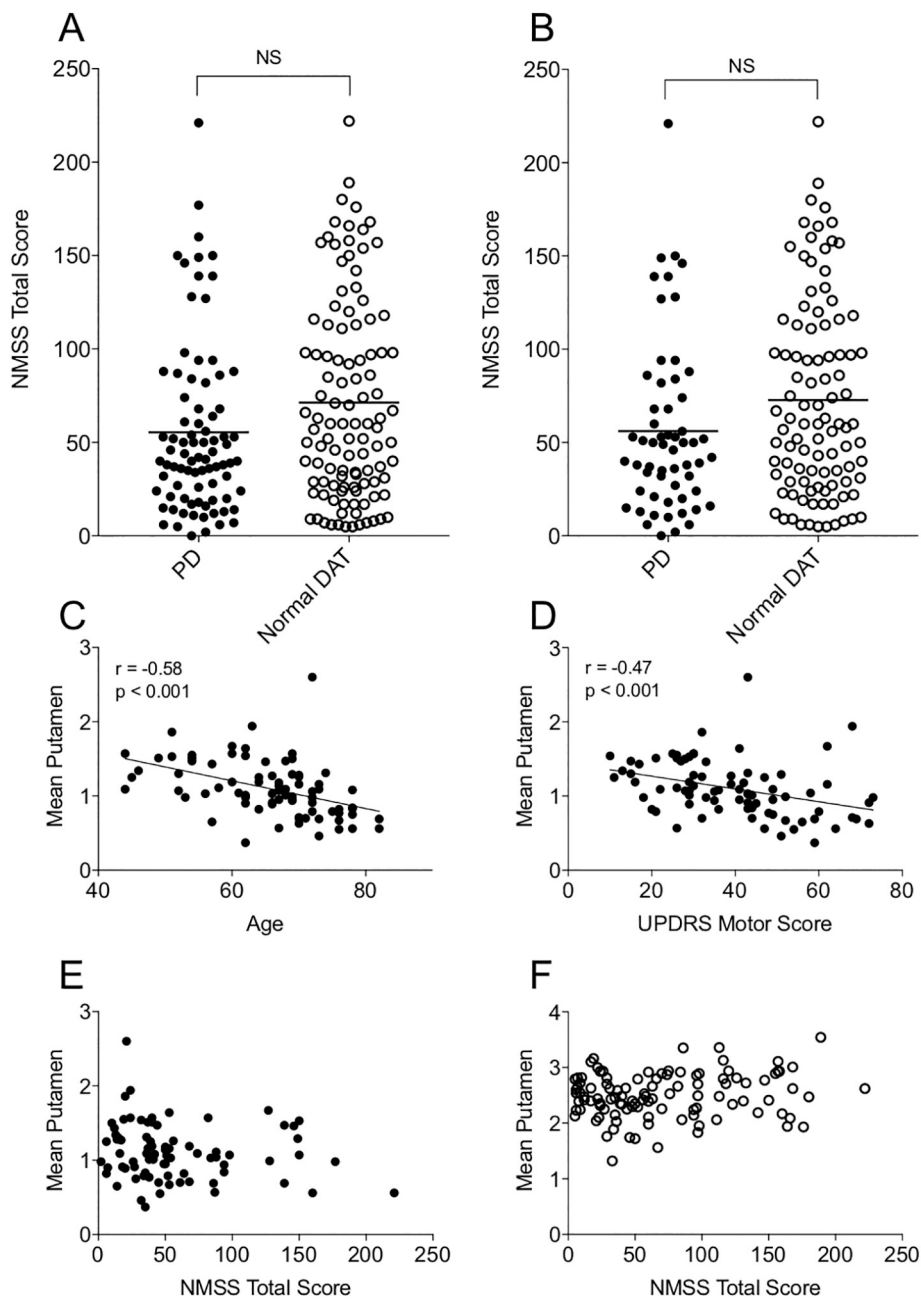 A
NS
NMSS Total Score
250
200
150
100
50
0
PD
Normal DAT
B
NS
NMSS Total Score
250
200
150
100
50
0
PD
Normal DAT
C
r = -0.58
p < 0.001
Mean Putamen
3
2
1
0
40
60
80
Age
D
r = -0.47
p < 0.001
Mean Putamen
3
2
1
0
0
20
40
60
80
UPDRS Motor Score
E
Mean Putamen
3
2
1
0
0
50
100
150
200
250
NMSS Total Score
F
Mean Putamen
4
3
2
1
0
0
50
100
150
200
250
NMSS Total Score